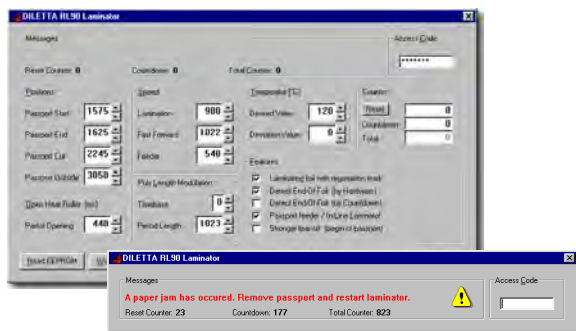 DILETTA RL90 Laminator
Messages
Access Code
*******
Reset Counter: 0 Countdown: 0 Total Counter: 0
Positions Speed Temperature [°C] Counter
Passport Start 1575 Lamination 900 Desired Value 120 Reset 0
Passport End 1625 Fast Forward 1022 Deviation Value 0 Countdown 0
Total 0
Passport Cut 2245 Feeder 540
Features
Passport Outside 3050
Puls Length Modulation
Laminating foil with registration mark
Detect End Of Foil (by Hardware)
Open Heat Roller Timebase 0 Detect End Of Foil (by Countdown)
Partial Opening 440 Period Length 1023 Passport feeder / InLine Laminator
Stronger tear-off (begin of passport)
Read EEPROM
DILETTA RL90 Laminator
Messages Access Code
A paper jam has occured. Remove passport and restart laminator.
Reset Counter: 23 Countdown: 177 Total Counter: 823